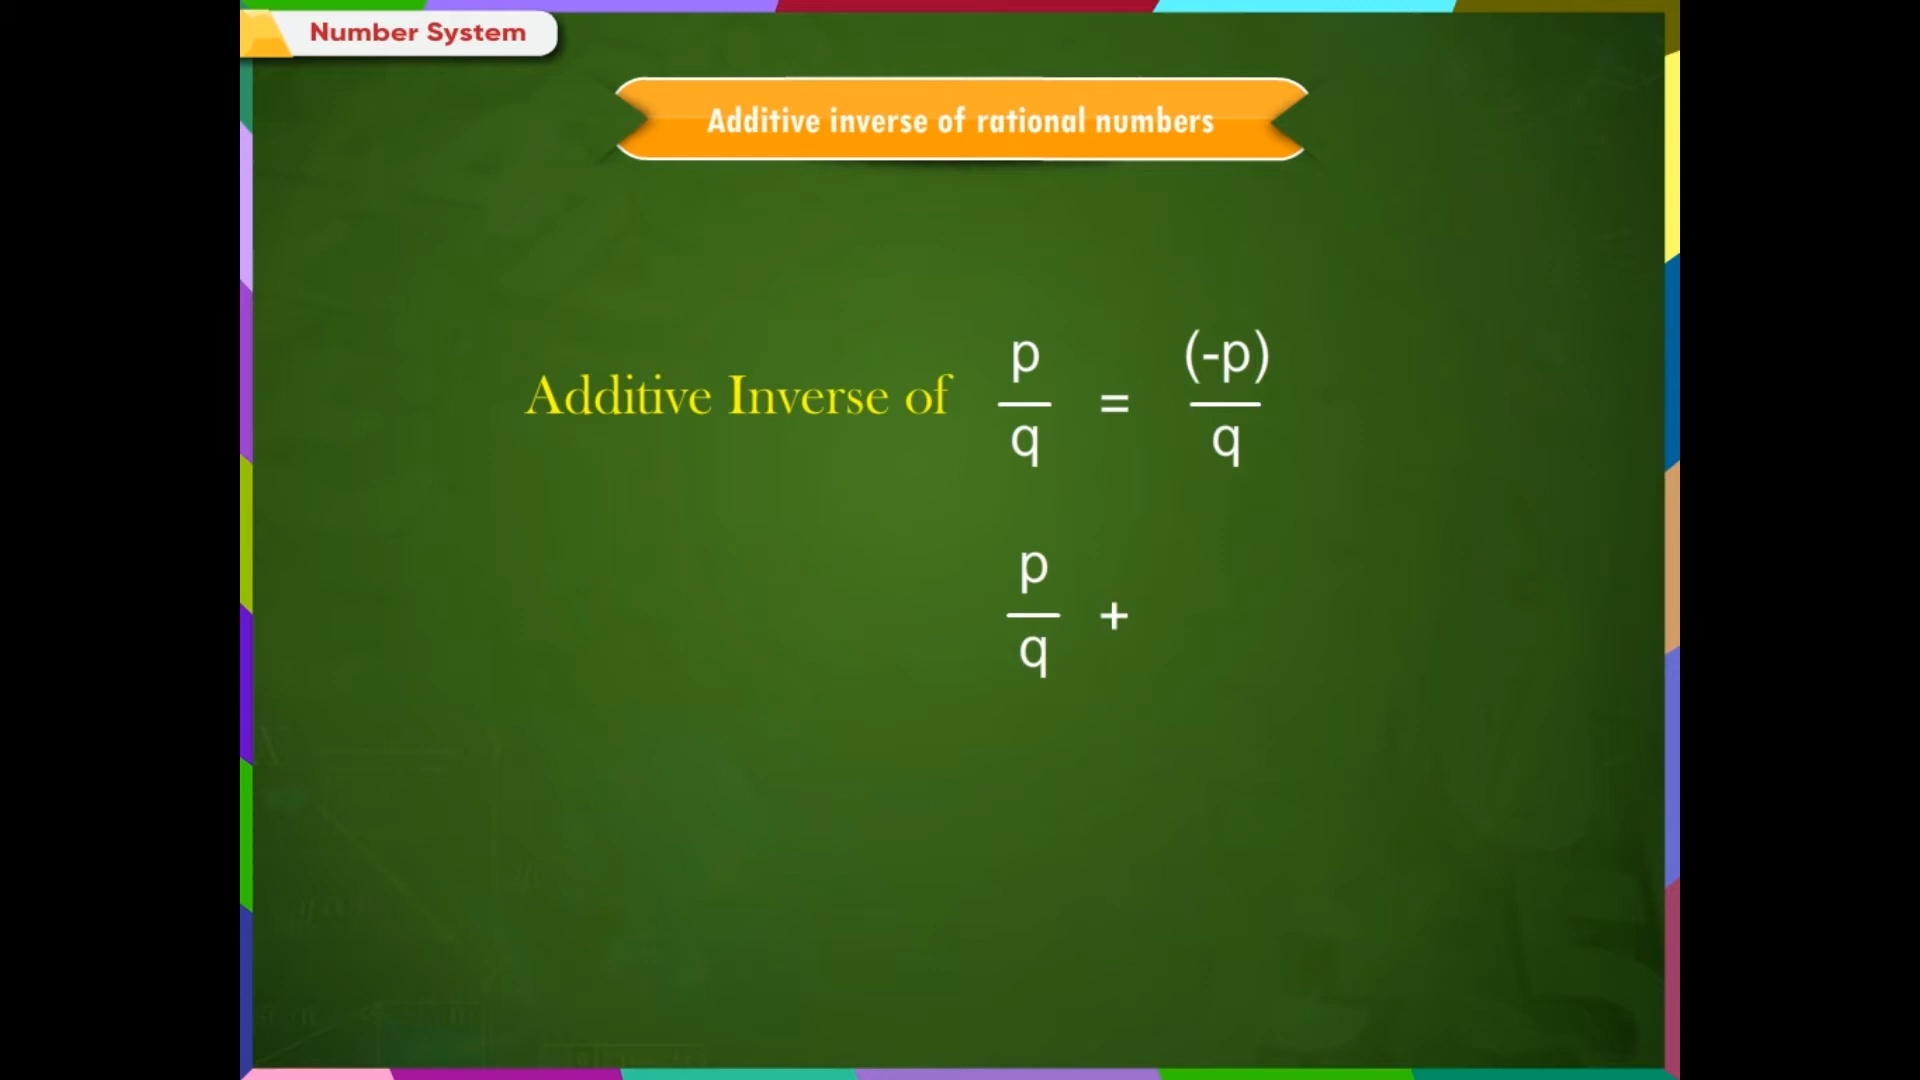 Number System
Additive inverse of rational numbers
Additive Inverse of p/q = (-p)/q
p/q +